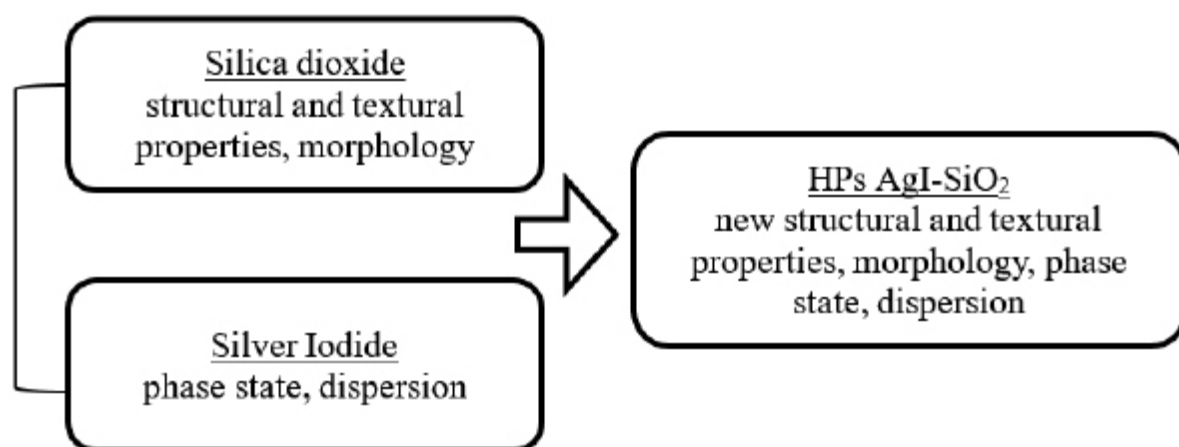 Silica dioxide
structural and textural
properties, morphology
Silver Iodide
phase state, dispersion
HPs AgI-SiO₂
new structural and textural
properties, morphology, phase
state, dispersion